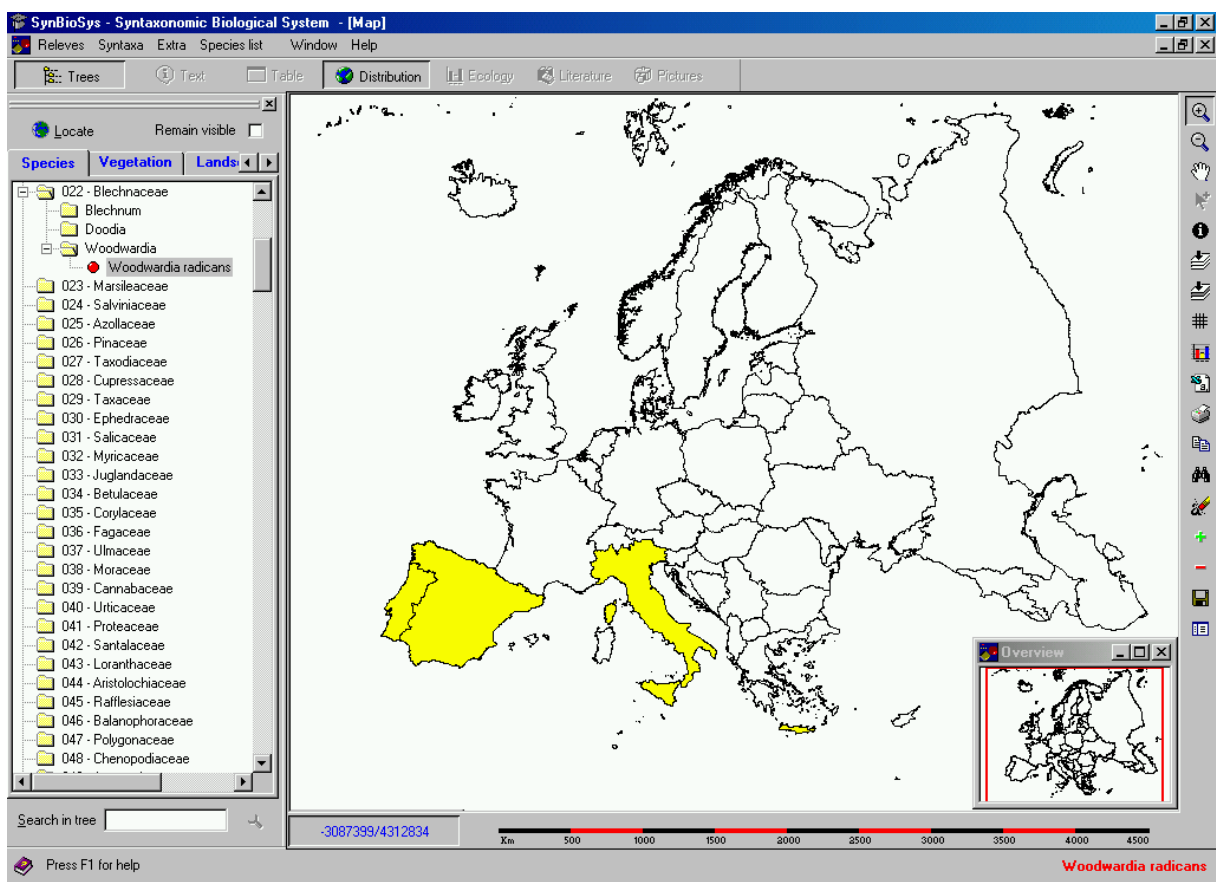 SynBioSys - Syntaxonomic Biological System - [Map]
Releves Syntaxa Extra Species list Window Help
Trees Text Table Distribution Ecology Literature Pictures
Locate Remain visible
Species Vegetation Lands
022 - Blechnaceae
Blechnum
Doodia
Woodwardia
Woodwardia radicans
023 - Marsileaceae
024 - Salviniaceae
025 - Azollaceae
026 - Pinaceae
027 - Taxodiaceae
028 - Cupressaceae
029 - Taxaceae
030 - Ephedraceae
031 - Salicaceae
032 - Myricaceae
033 - Juglandaceae
034 - Betulaceae
035 - Corylaceae
036 - Fagaceae
037 - Ulmaceae
038 - Moraceae
039 - Cannabaceae
040 - Urticaceae
041 - Proteaceae
042 - Santalaceae
043 - Loranthaceae
044 - Aristolochiaceae
045 - Rafflesiaceae
046 - Balanophoraceae
047 - Polygonaceae
048 - Chenopodiaceae
Overview
Search in tree
-3087399/4312834
Km 500 1000 1500 2000 2500 3000 3500 4000 4500
Press F1 for help
Woodwardia radicans